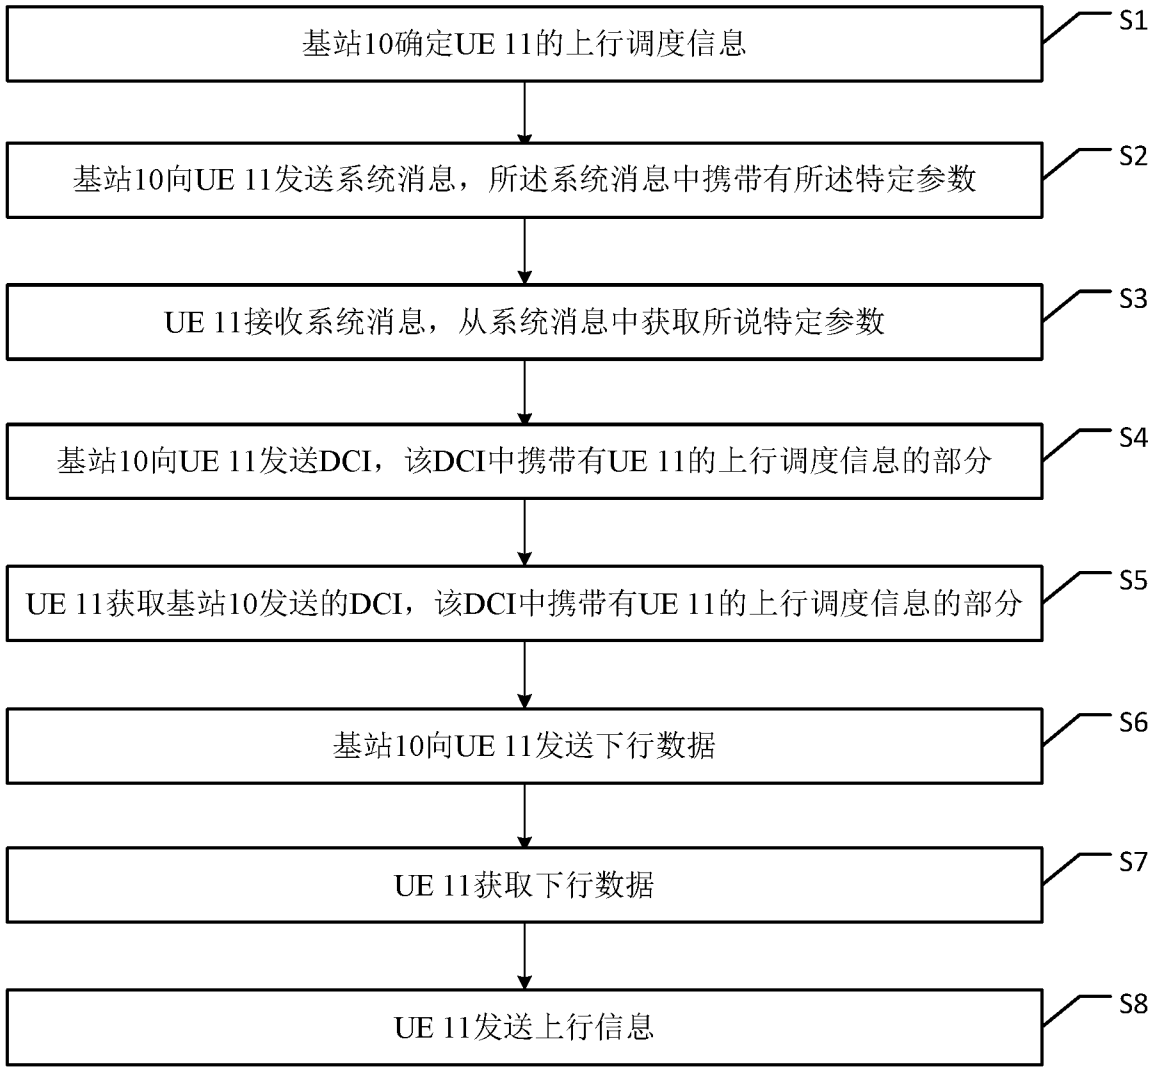 基站10确定UE 11的上行调度信息
S1
基站10向UE 11发送系统消息，所述系统消息中携带有所述特定参数
S2
UE 11接收系统消息，从系统消息中获取所说特定参数
S3
基站10向UE 11发送DCI，该DCI中携带有UE 11的上行调度信息的部分
S4
UE 11获取基站10发送的DCI，该DCI中携带有UE 11的上行调度信息的部分
S5
基站10向UE 11发送下行数据
S6
UE 11获取下行数据
S7
UE 11发送上行信息
S8